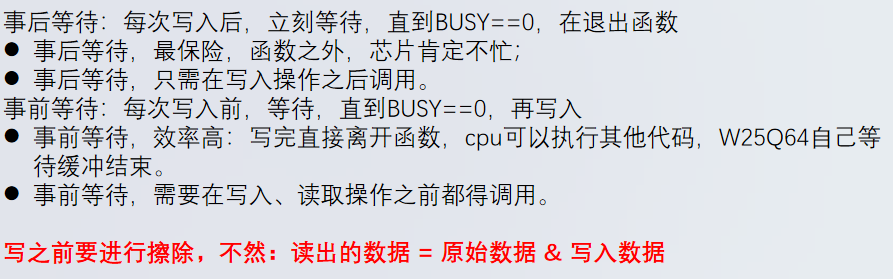 事后等待：每次写入后，立刻等待，直到BUSY==0，在退出函数
● 事后等待，最保险，函数之外，芯片肯定不忙；
● 事后等待，只需在写入操作之后调用。
事前等待：每次写入前，等待，直到BUSY==0，再写入
● 事前等待，效率高：写完直接离开函数，cpu可以执行其他代码，W25Q64自己等
待缓冲结束。
● 事前等待，需要在写入、读取操作之前都得调用。
写之前要进行擦除，不然：读出的数据 = 原始数据 & 写入数据